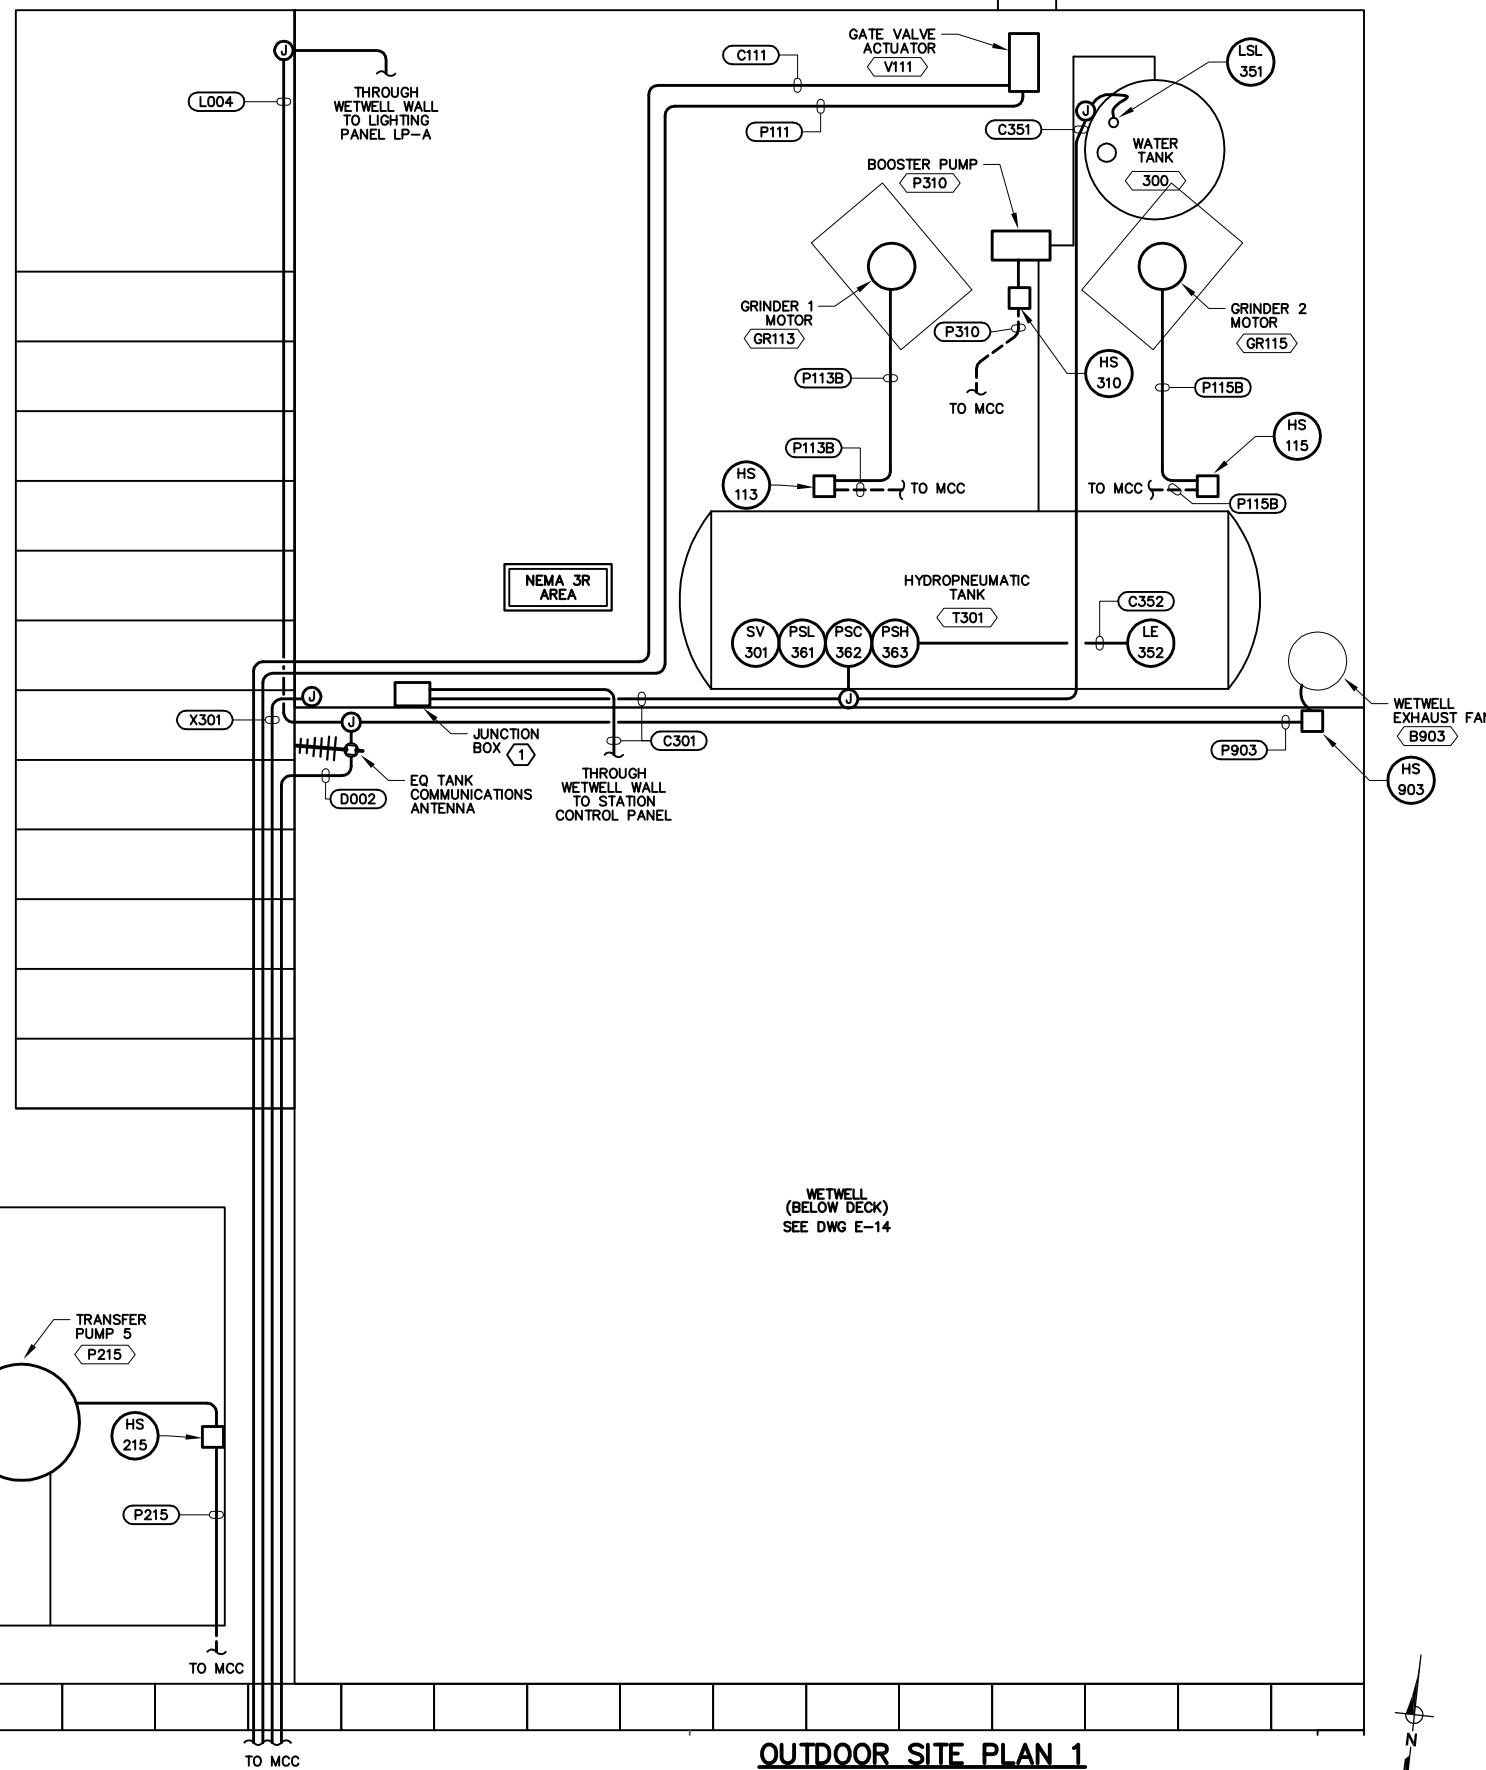 J
L004
THROUGH
WETWELL WALL
TO LIGHTING
PANEL LP-A
C111
P111
GATE VALVE
ACTUATOR
V111
LSL
351
J
C351
WATER
TANK
300
BOOSTER PUMP
P310
GRINDER 1
MOTOR
GR113
P310
HS
310
TO MCC
GRINDER 2
MOTOR
GR115
P113B
P115B
P113B
HS
113
TO MCC
HS
115
TO MCC
P115B
NEMA 3R
AREA
HYDROPNEUMATIC
TANK
T301
C352
SV
301
PSL
361
PSC
362
PSH
363
LE
352
J
J
J
X301
JUNCTION
BOX
1
C301
THROUGH
WETWELL WALL
TO STATION
CONTROL PANEL
EQ TANK
COMMUNICATIONS
ANTENNA
D002
WETWELL
EXHAUST FAN
B903
P903
HS
903
WETWELL
(BELOW DECK)
SEE DWG E-14
TRANSFER
PUMP 5
P215
HS
215
P215
TO MCC
TO MCC
OUTDOOR SITE PLAN 1
N